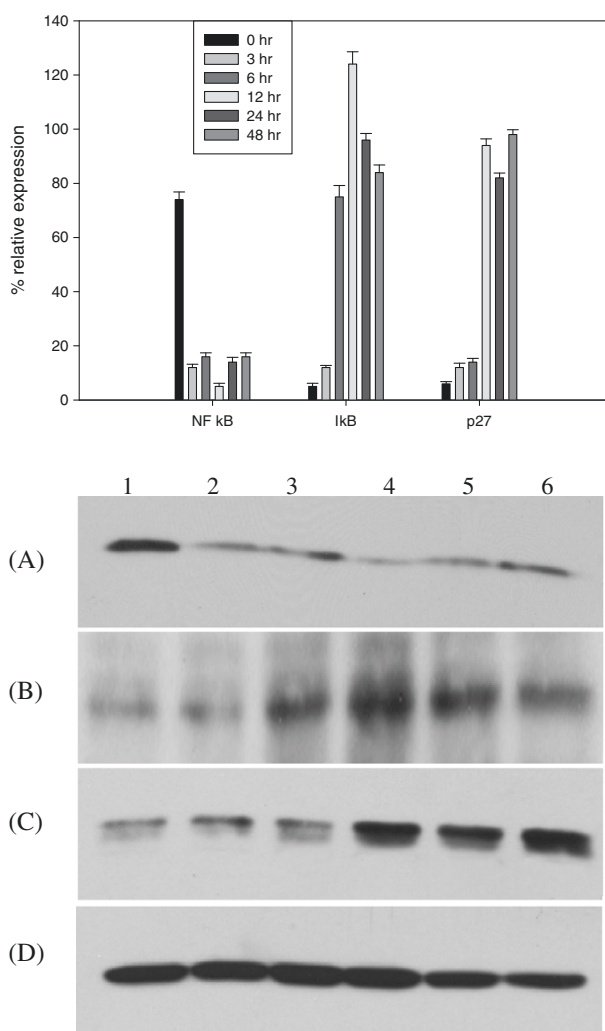 140
120
100
80
60
40
20
0
% relative expression
0 hr
3 hr
6 hr
12 hr
24 hr
48 hr
NF kB IkB p27
1 2 3 4 5 6
(A)
(B)
(C)
(D)